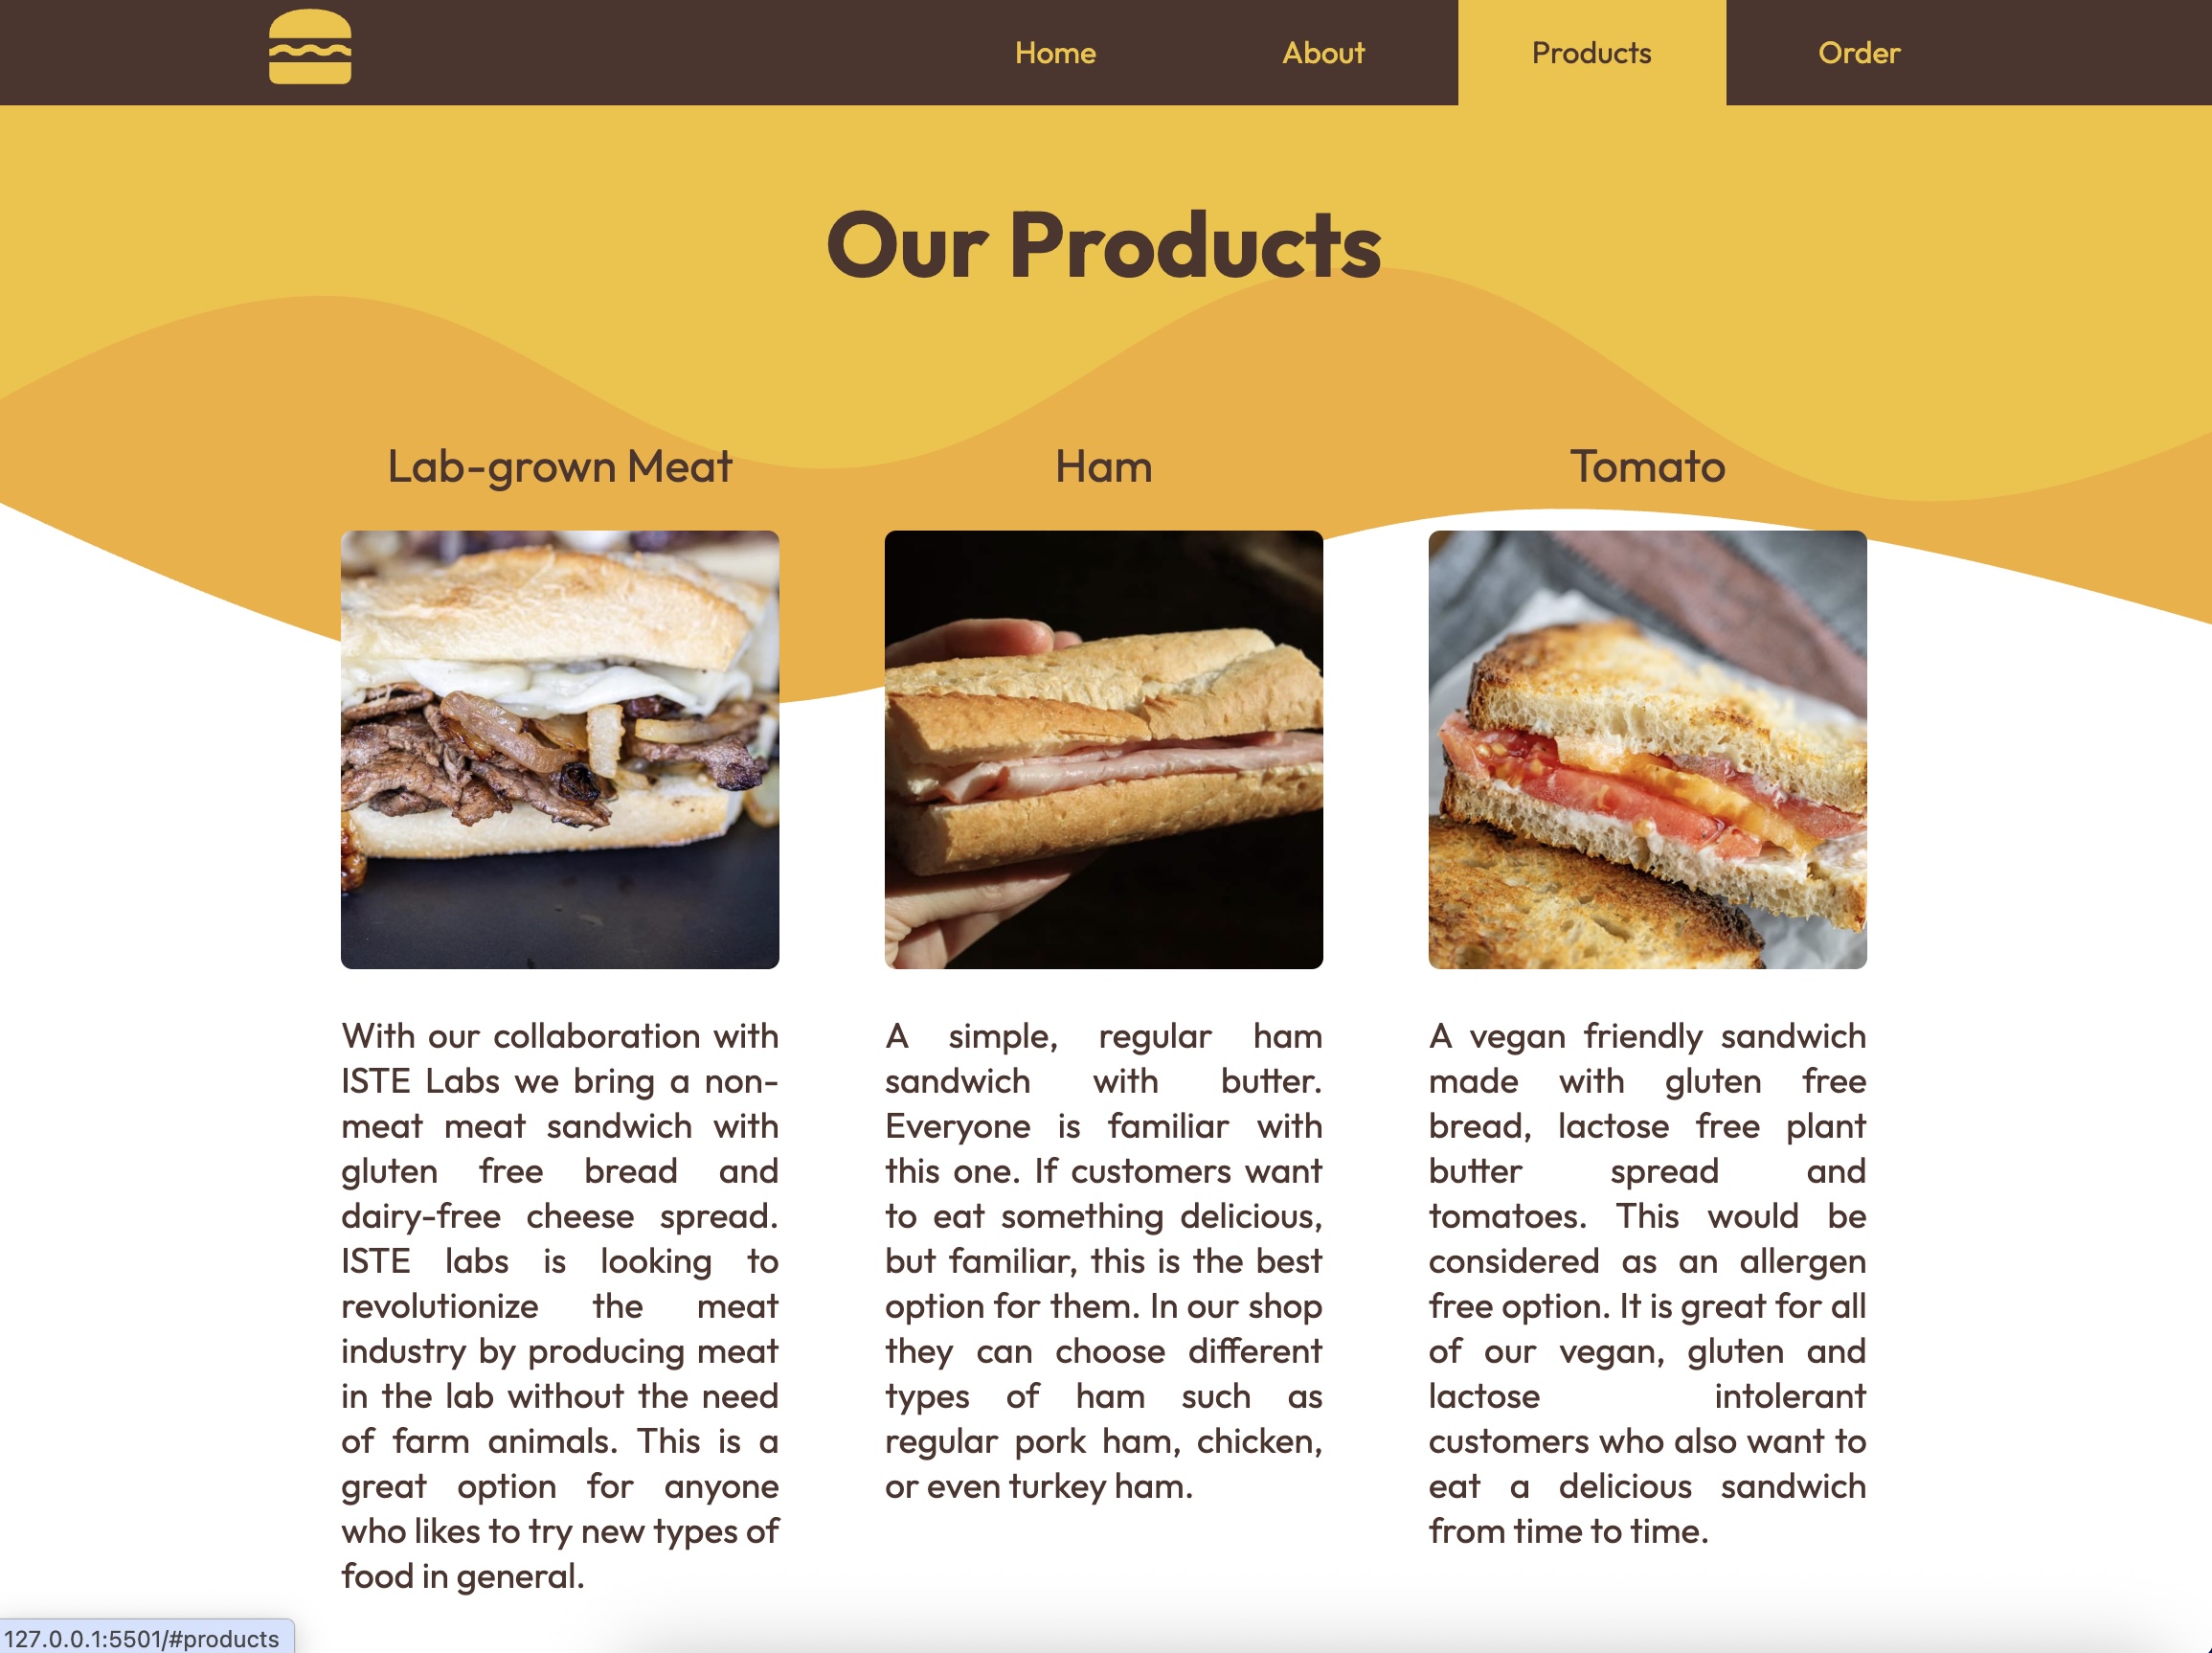 Home About Products Order
Our Products
Lab-grown Meat
With our collaboration with
ISTE Labs we bring a non-
meat meat sandwich with
gluten free bread and
dairy-free cheese spread.
ISTE labs is looking to
revolutionize the meat
industry by producing meat
in the lab without the need
of farm animals. This is a
great option for anyone
who likes to try new types of
food in general.
Ham
A simple, regular ham
sandwich with butter.
Everyone is familiar with
this one. If customers want
to eat something delicious,
but familiar, this is the best
option for them. In our shop
they can choose different
types of ham such as
regular pork ham, chicken,
or even turkey ham.
Tomato
A vegan friendly sandwich
made with gluten free
bread, lactose free plant
butter spread and
tomatoes. This would be
considered as an allergen
free option. It is great for all
of our vegan, gluten and
lactose intolerant
customers who also want to
eat a delicious sandwich
from time to time.
127.0.0.1:5501/#products